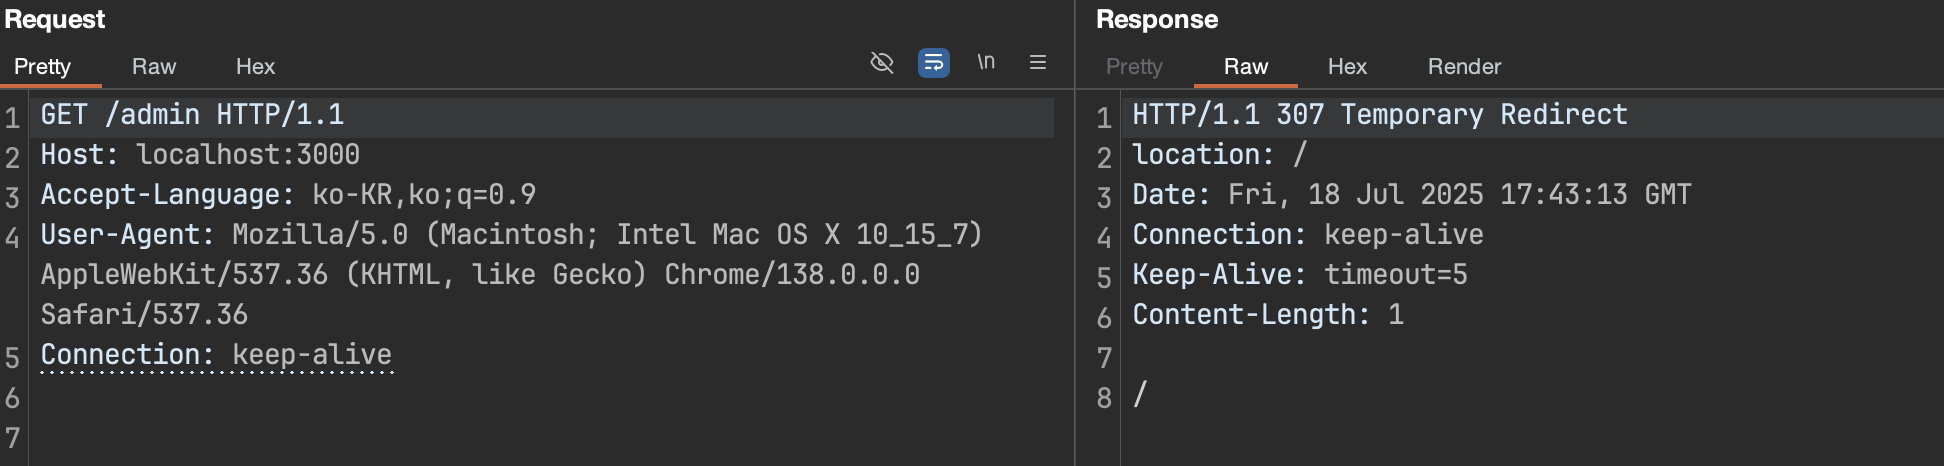 Request
Pretty Raw Hex \n
1 GET /admin HTTP/1.1
2 Host: localhost:3000
3 Accept-Language: ko-KR,ko;q=0.9
4 User-Agent: Mozilla/5.0 (Macintosh; Intel Mac OS X 10_15_7)
AppleWebKit/537.36 (KHTML, like Gecko) Chrome/138.0.0.0
Safari/537.36
5 Connection: keep-alive
6
7
Response
Pretty Raw Hex Render
1 HTTP/1.1 307 Temporary Redirect
2 location: /
3 Date: Fri, 18 Jul 2025 17:43:13 GMT
4 Connection: keep-alive
5 Keep-Alive: timeout=5
6 Content-Length: 1
7
8 /